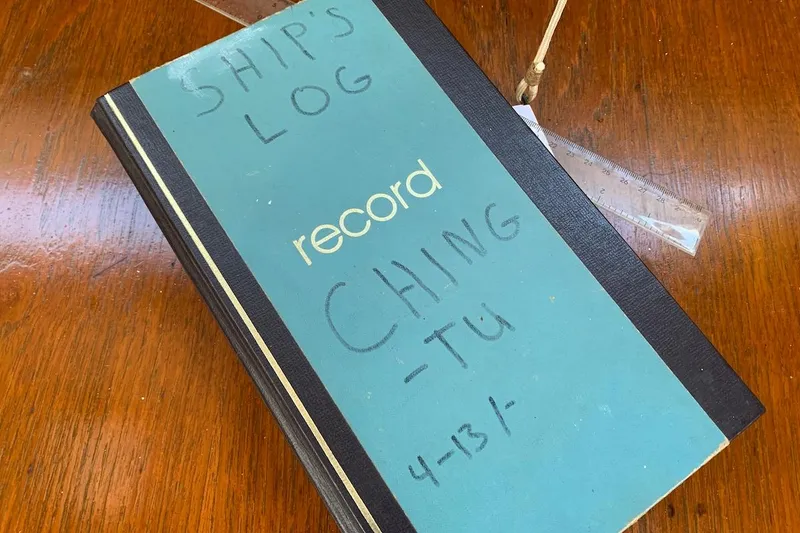 SHIP'S
LOG
record
CHING
-TU
4-13/-